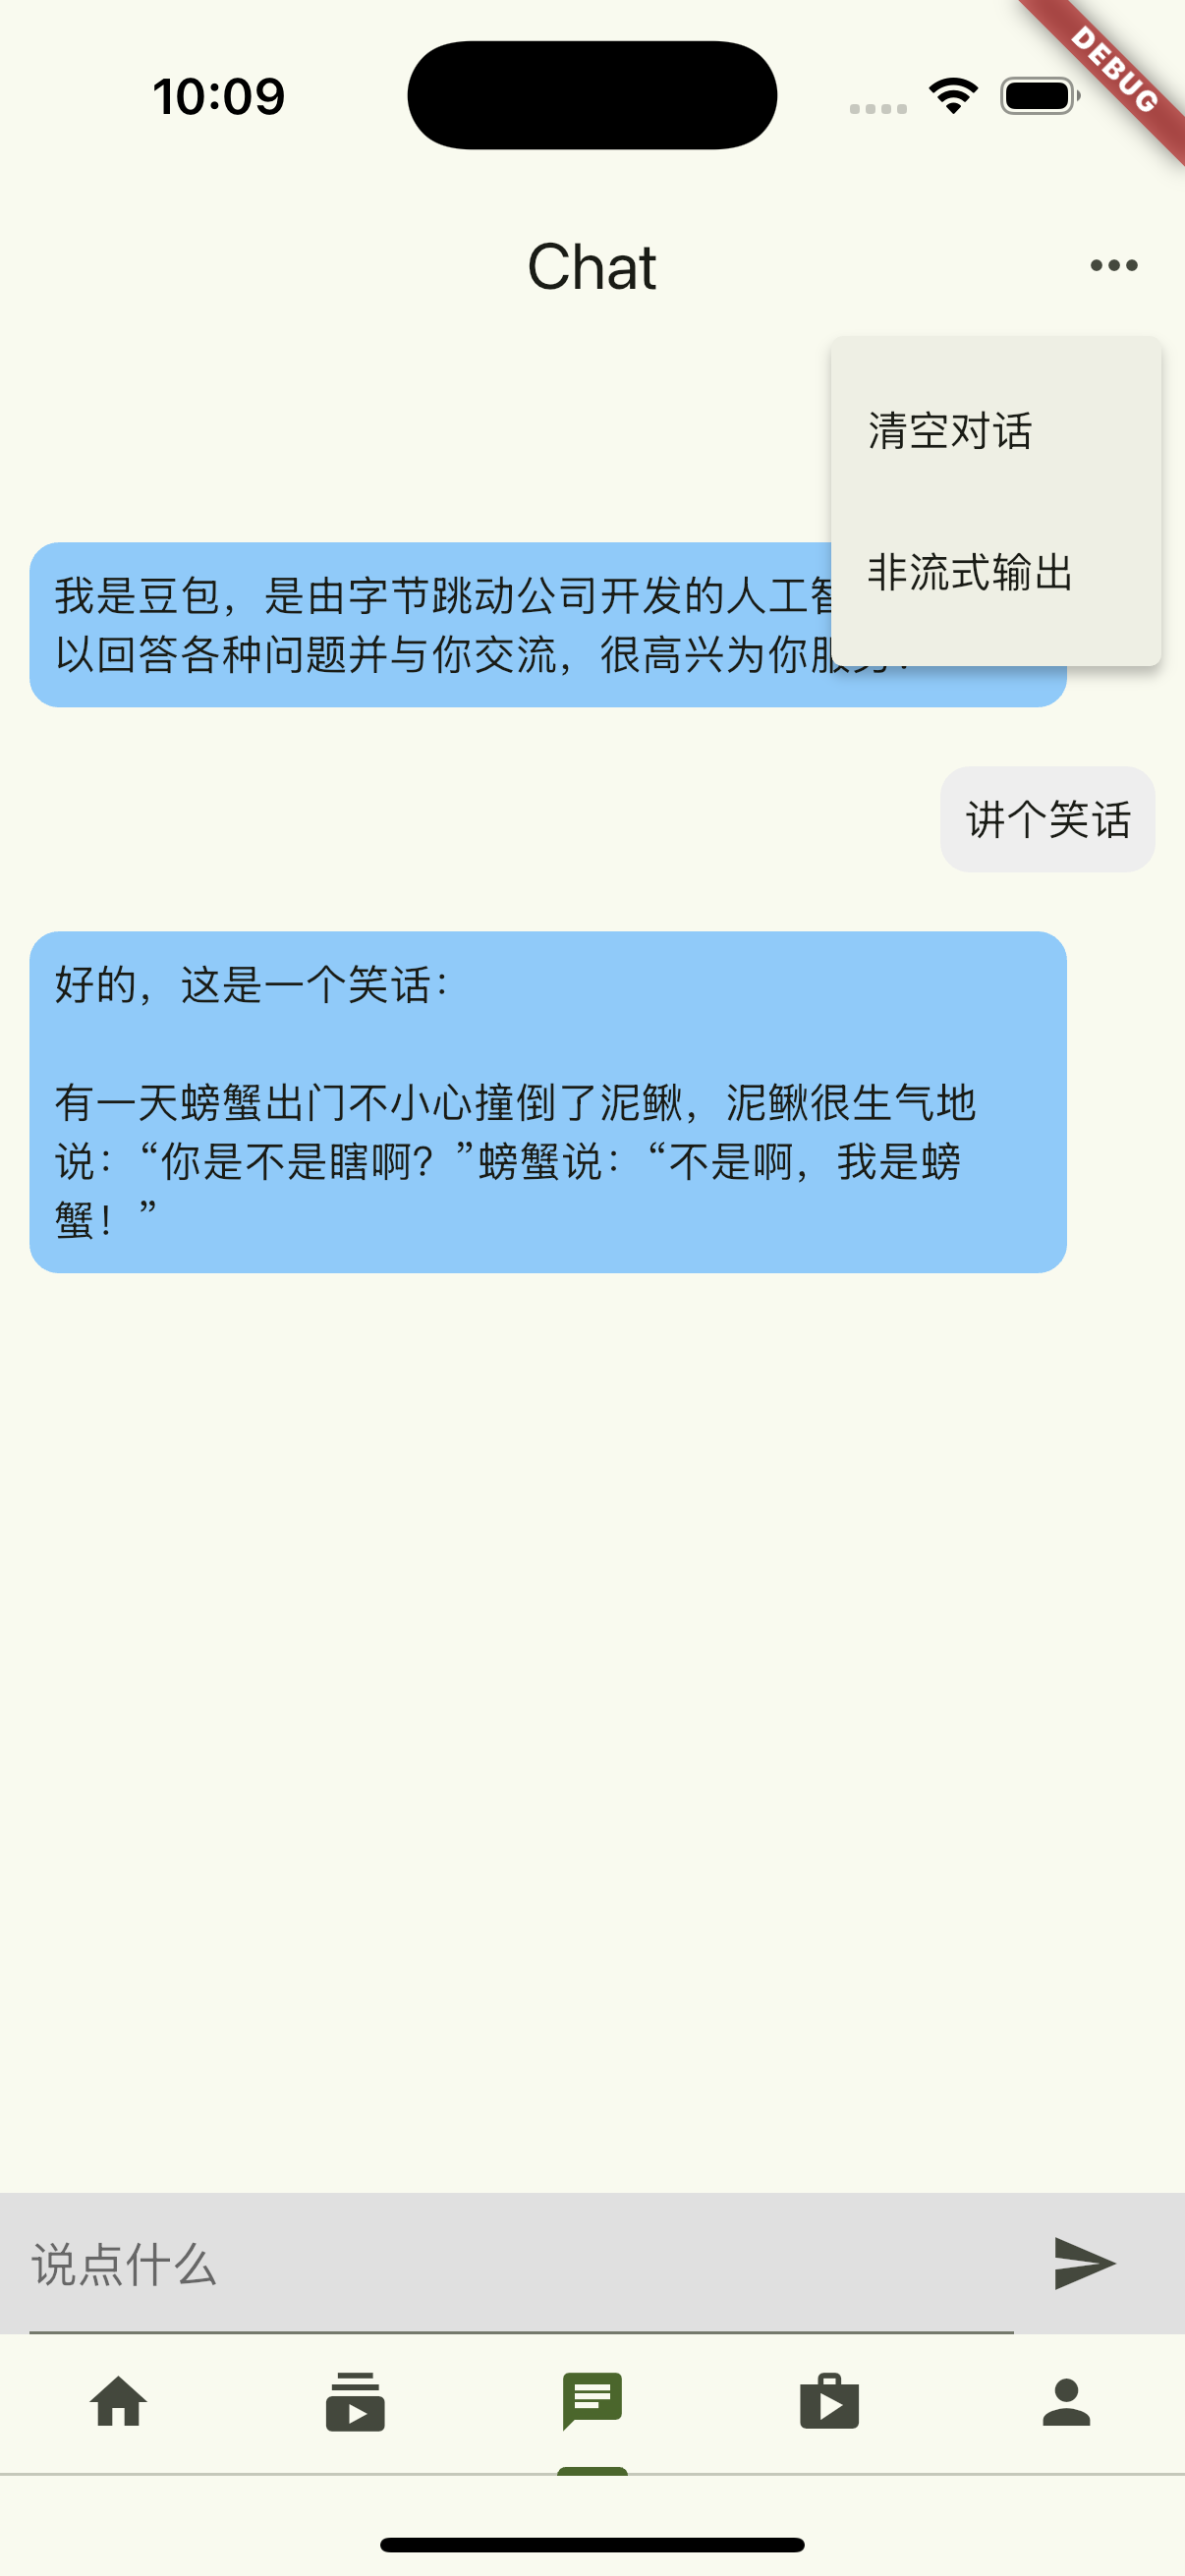 10:09
DEBUG
Chat
清空对话
非流式输出
我是豆包，是由字节跳动公司开发的人工
以回答各种问题并与你交流，很高兴为你
讲个笑话
好的，这是一个笑话：
有一天螃蟹出门不小心撞倒了泥鳅，泥鳅很生气地
说：“你是不是瞎啊？”螃蟹说：“不是啊，我是螃
蟹！”
说点什么